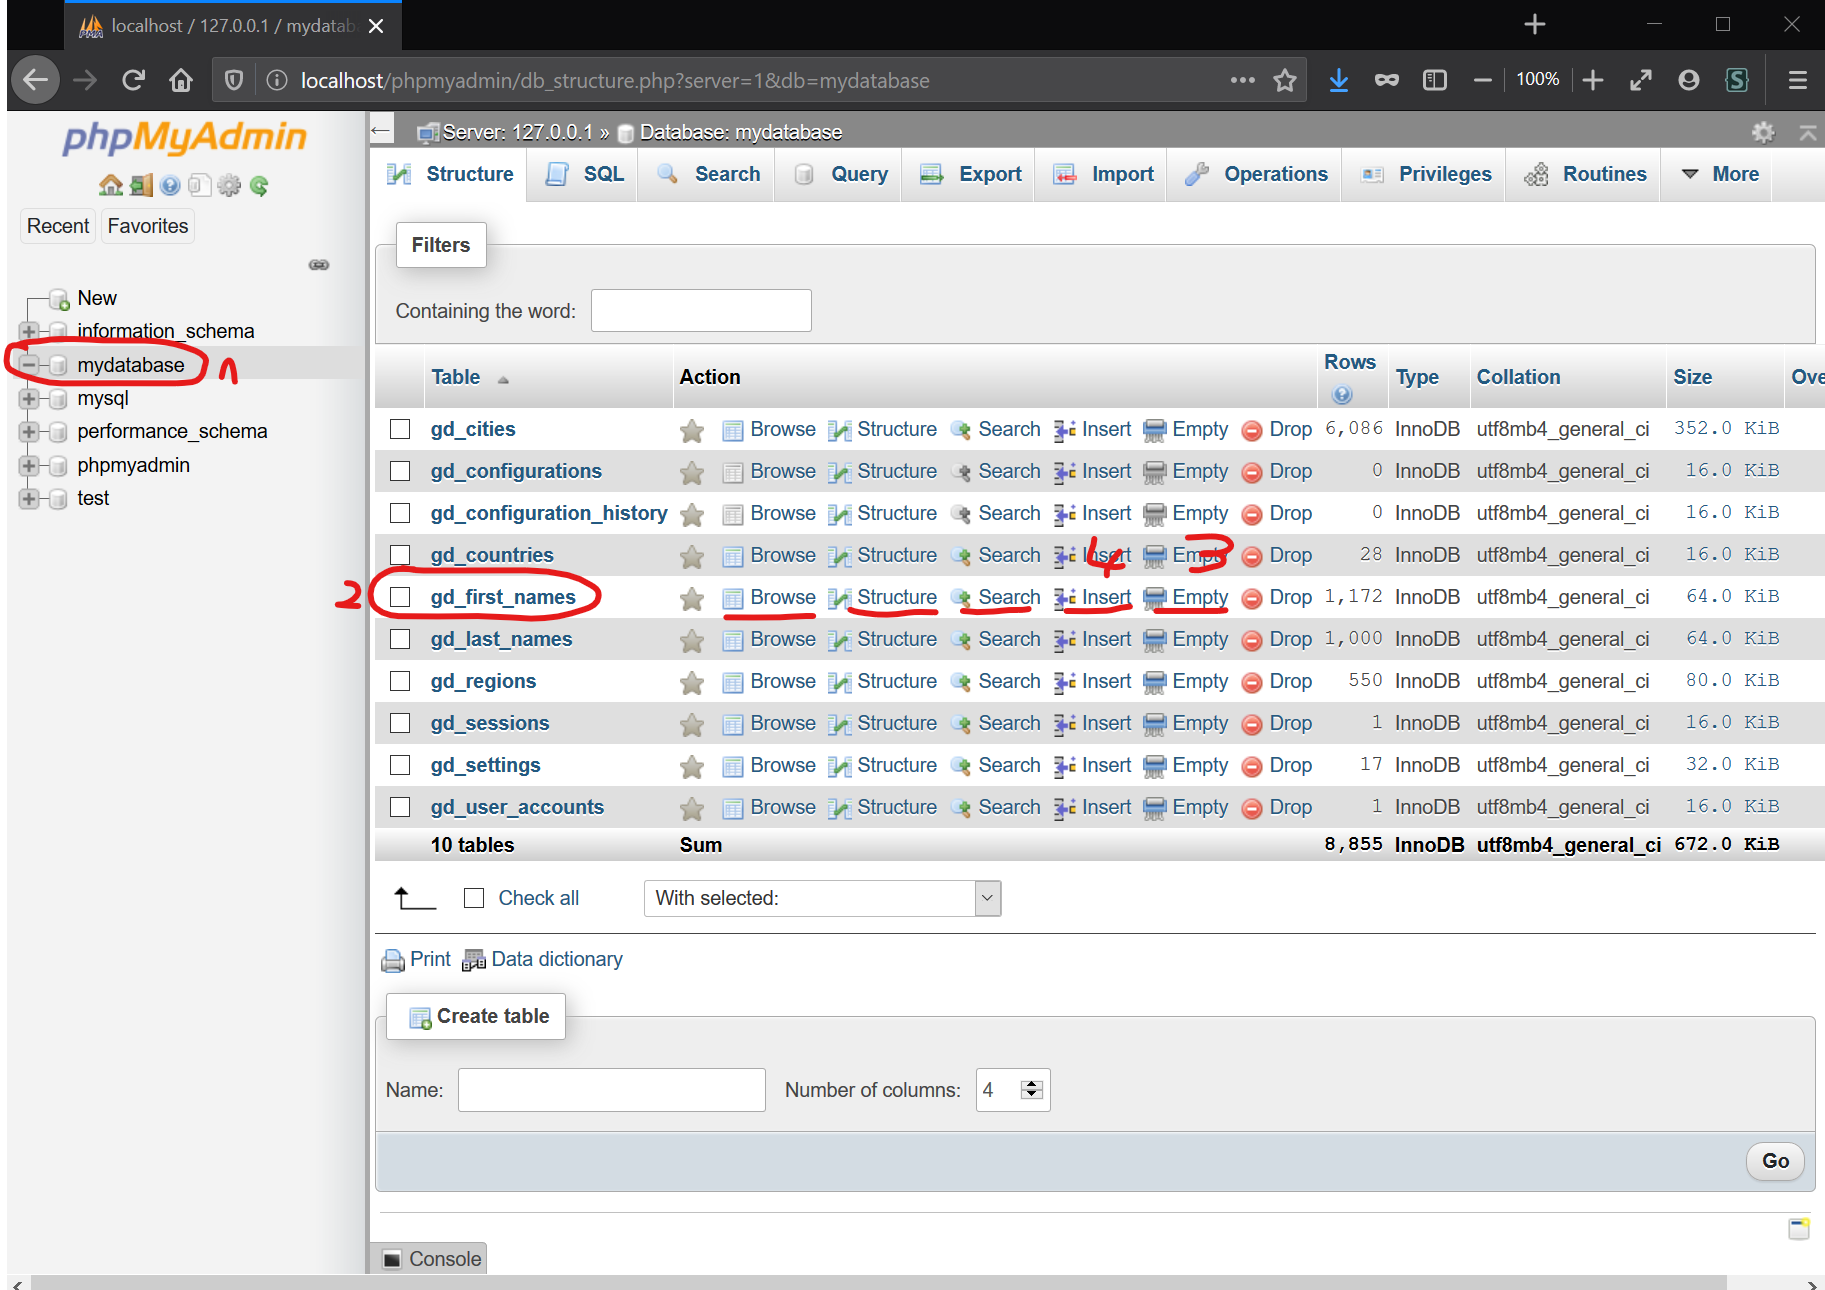 localhost / 127.0.0.1 / mydatab
localhost/phpmyadmin/db_structure.php?server=1&db=mydatabase
100%
phpMyAdmin
Recent Favorites
New
information_schema
mydatabase 1
mysql
performance_schema
phpmyadmin
test
Server: 127.0.0.1 » Database: mydatabase
Structure SQL Search Query Export Import Operations Privileges Routines More
Filters
Containing the word:
Table Action Rows Type Collation Size Ove
gd_cities Browse Structure Search Insert Empty Drop 6,086 InnoDB utf8mb4_general_ci 352.0 KiB
gd_configurations Browse Structure Search Insert Empty Drop 0 InnoDB utf8mb4_general_ci 16.0 KiB
gd_configuration_history Browse Structure Search Insert Empty Drop 0 InnoDB utf8mb4_general_ci 16.0 KiB
gd_countries Browse Structure Search Insert Empty Drop 28 InnoDB utf8mb4_general_ci 16.0 KiB
4 3
2 gd_first_names Browse Structure Search Insert Empty Drop 1,172 InnoDB utf8mb4_general_ci 64.0 KiB
gd_last_names Browse Structure Search Insert Empty Drop 1,000 InnoDB utf8mb4_general_ci 64.0 KiB
gd_regions Browse Structure Search Insert Empty Drop 550 InnoDB utf8mb4_general_ci 80.0 KiB
gd_sessions Browse Structure Search Insert Empty Drop 1 InnoDB utf8mb4_general_ci 16.0 KiB
gd_settings Browse Structure Search Insert Empty Drop 17 InnoDB utf8mb4_general_ci 32.0 KiB
gd_user_accounts Browse Structure Search Insert Empty Drop 1 InnoDB utf8mb4_general_ci 16.0 KiB
10 tables Sum 8,855 InnoDB utf8mb4_general_ci 672.0 KiB
Check all With selected:
Print Data dictionary
Create table
Name: Number of columns: 4
Go
Console